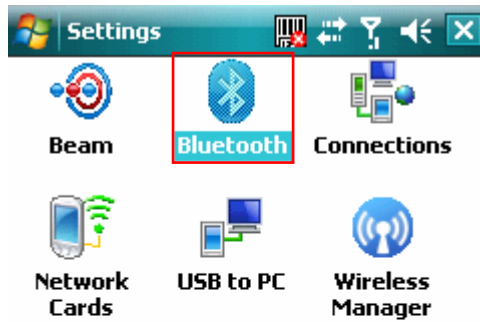 Settings
Beam
Bluetooth
Connections
Network
Cards
USB to PC
Wireless
Manager